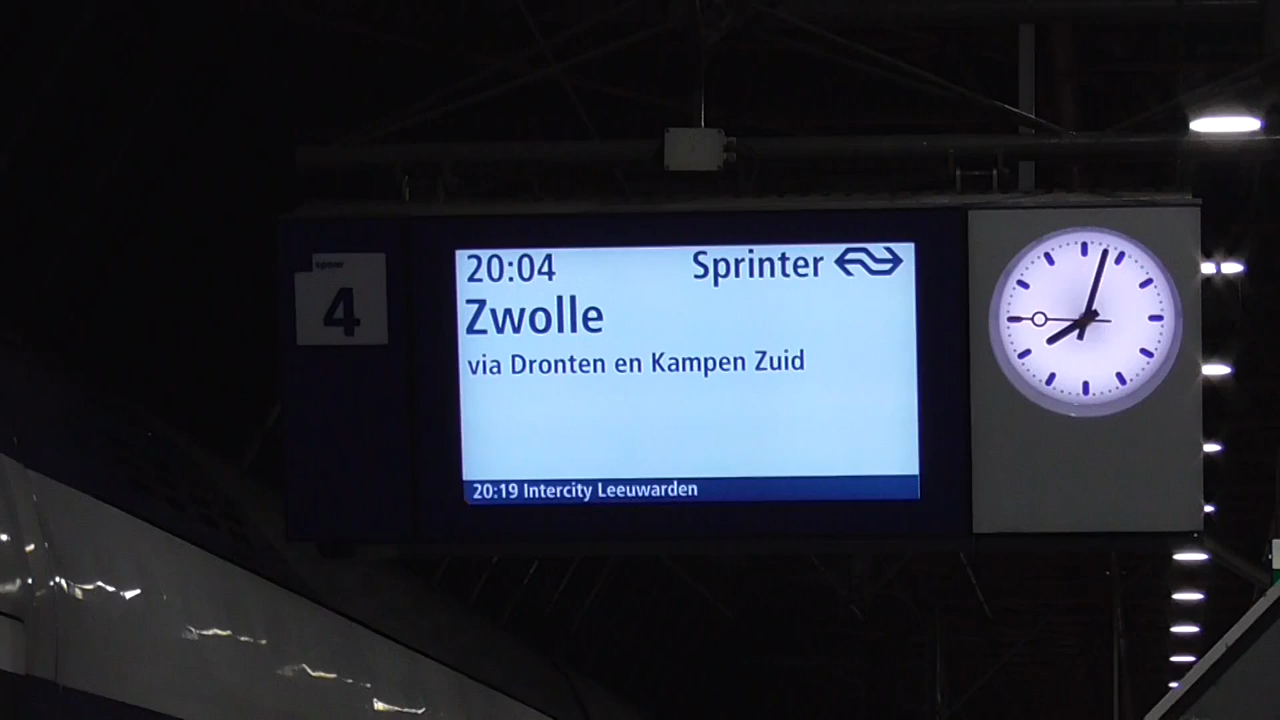 spoor
4
20:04 Sprinter
Zwolle
via Dronten en Kampen Zuid
20:19 Intercity Leeuwarden